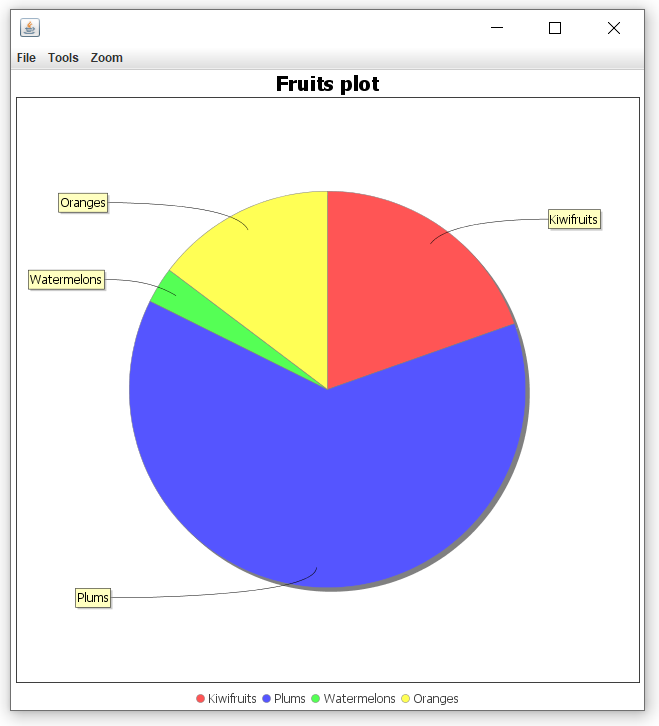 File Tools Zoom
Fruits plot
Oranges
Kiwifruits
Watermelons
Plums
Kiwifruits Plums Watermelons Oranges